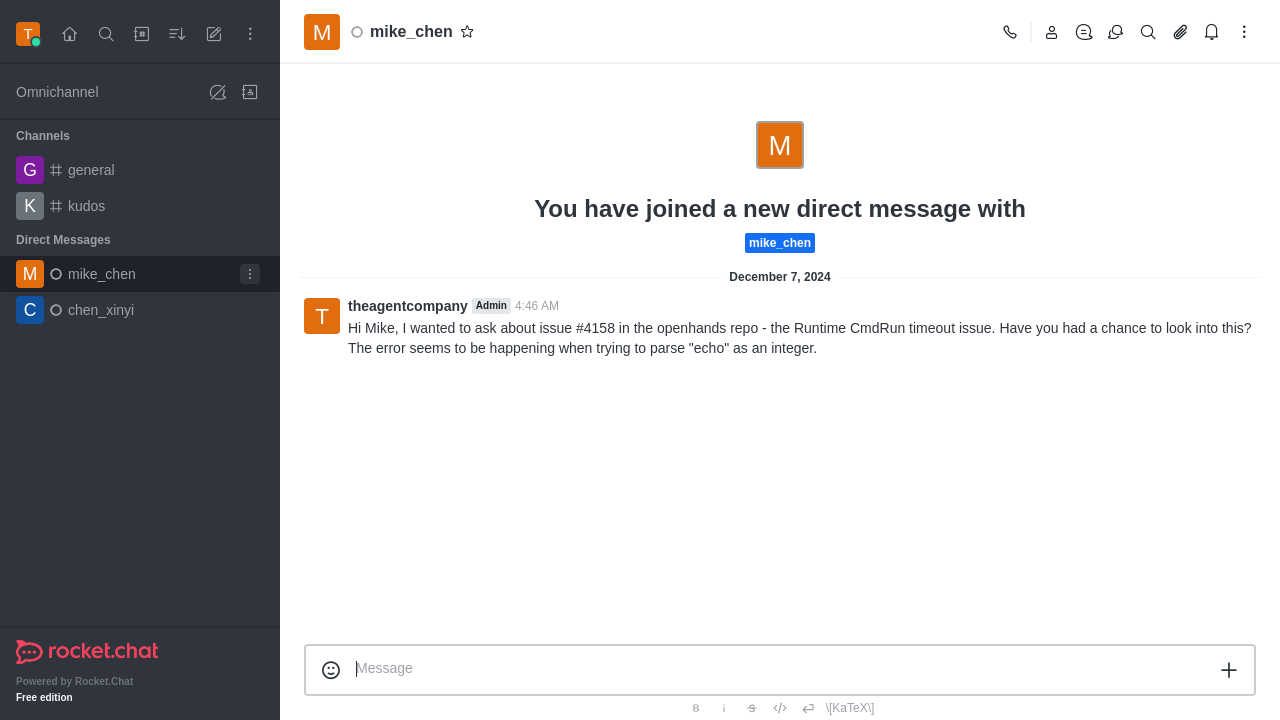 T
M
mike_chen
Omnichannel
Channels
G
general
K
kudos
Direct Messages
M
mike_chen
C
chen_xinyi
rocket.chat
Powered by Rocket.Chat
Free edition
M
You have joined a new direct message with
mike_chen
December 7, 2024
T
theagentcompany Admin 4:46 AM
Hi Mike, I wanted to ask about issue #4158 in the openhands repo - the Runtime CmdRun timeout issue. Have you had a chance to look into this?
The error seems to be happening when trying to parse "echo" as an integer.
Message
B i S \[KaTeX\]